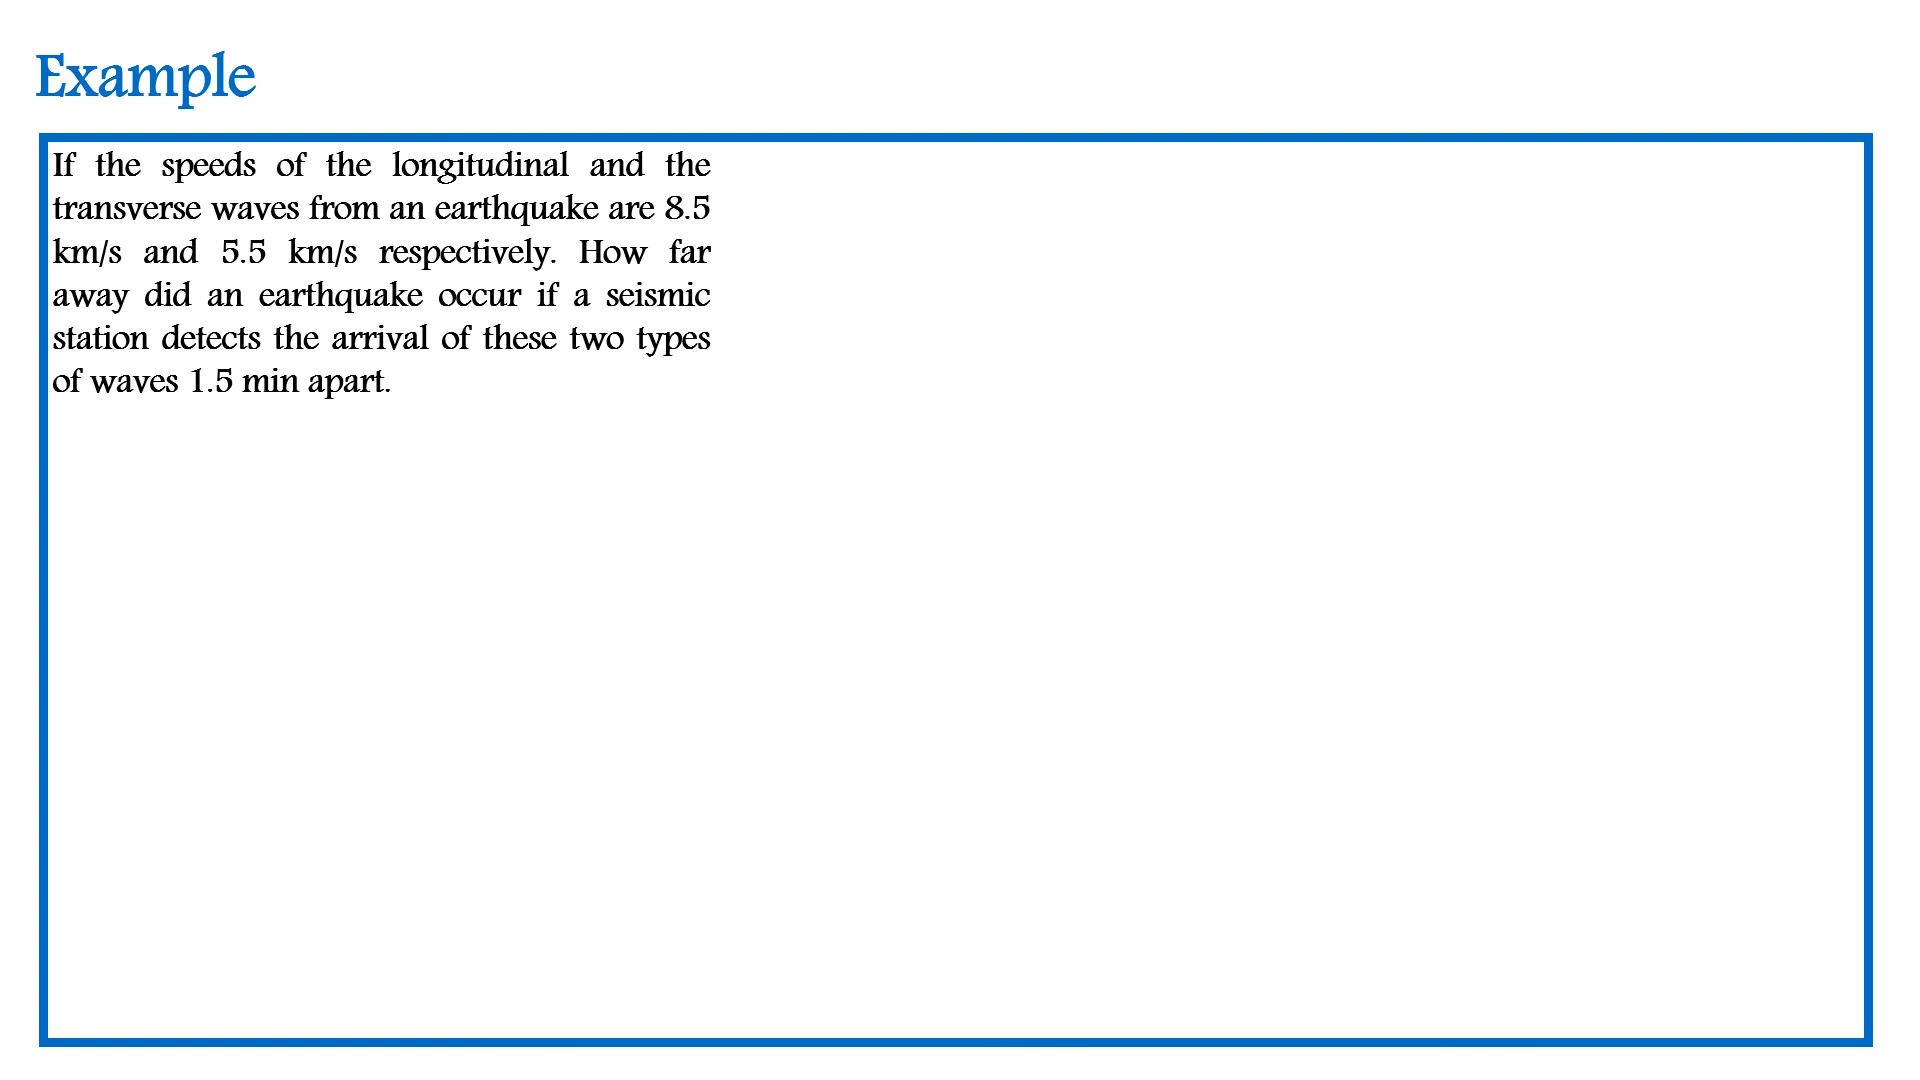 Example
If the speeds of the longitudinal and the
transverse waves from an earthquake are 8.5
km/s and 5.5 km/s respectively. How far
away did an earthquake occur if a seismic
station detects the arrival of these two types
of waves 1.5 min apart.